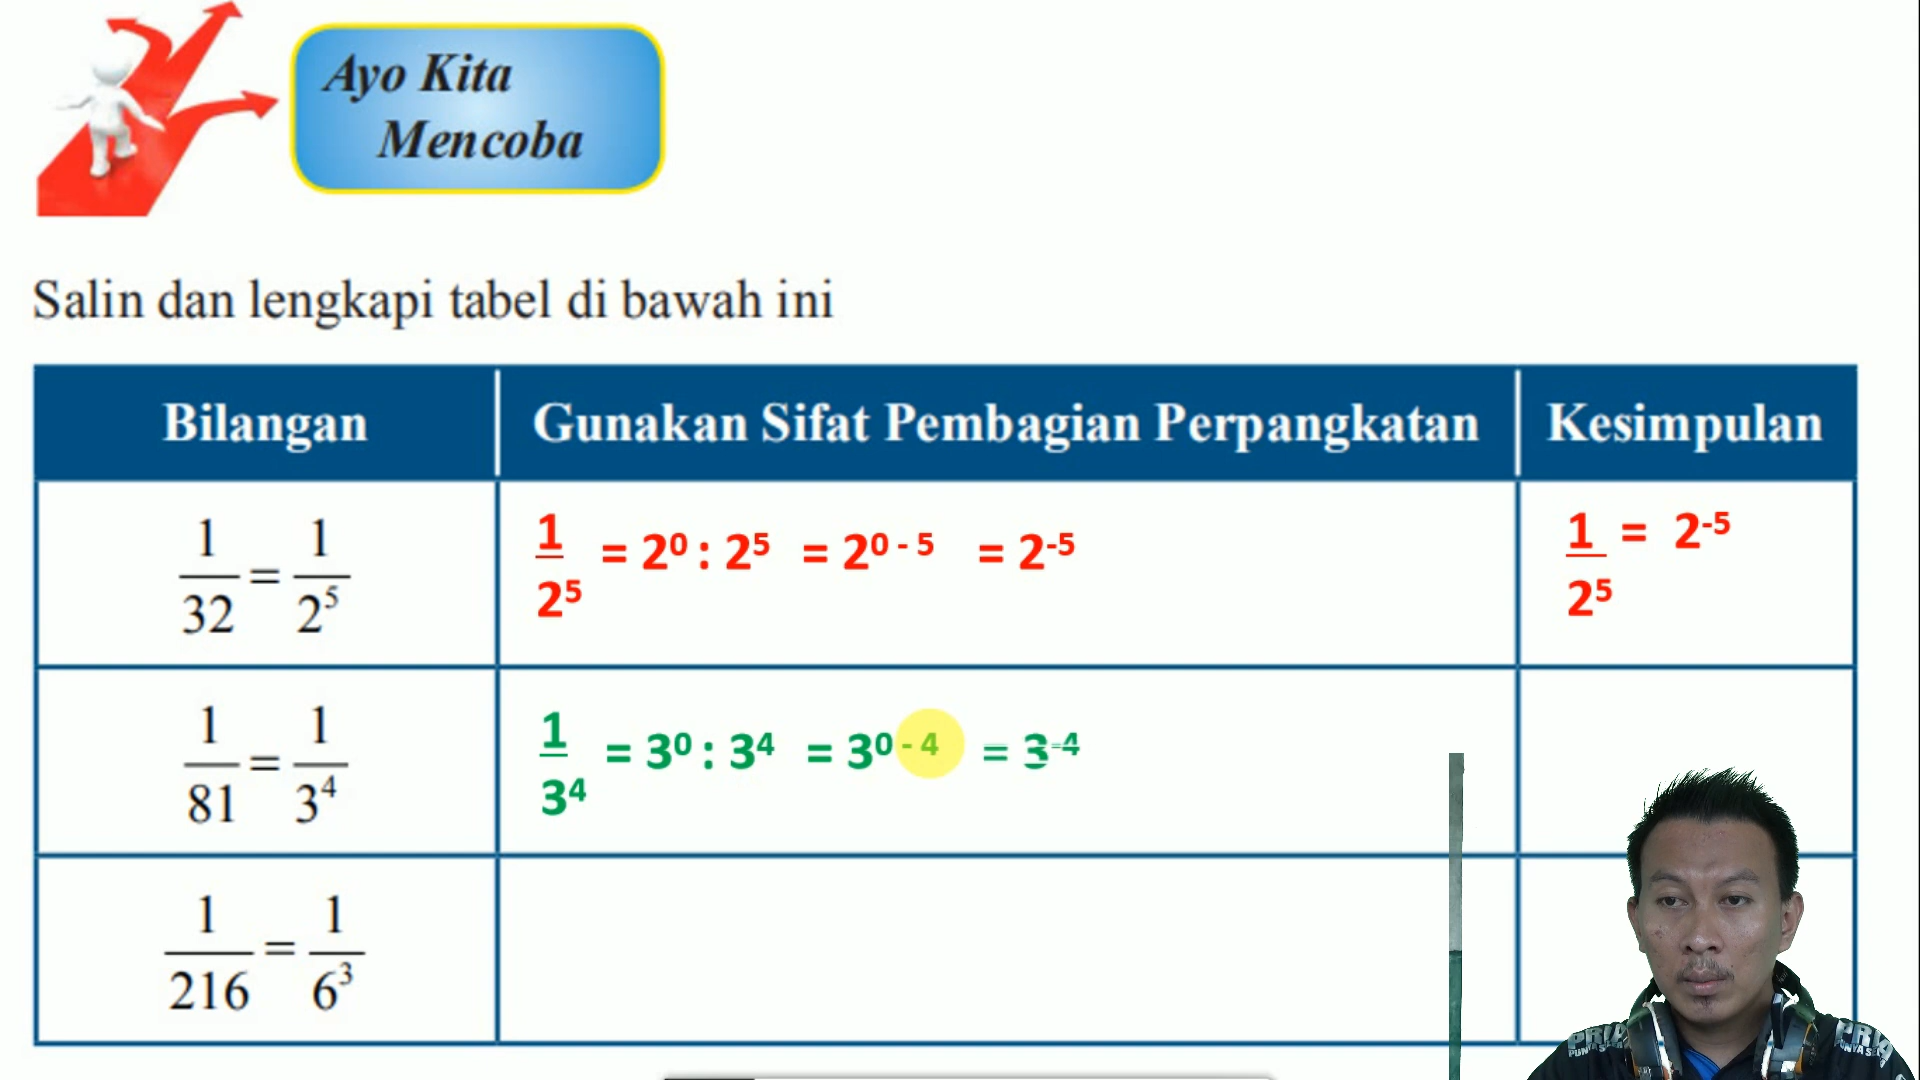 Ayo Kita
Mencoba
Salin dan lengkapi tabel di bawah ini
Bilangan
Gunakan Sifat Pembagian Perpangkatan
Kesimpulan
1/32 = 1/2⁵
1/2⁵ = 2⁰ : 2⁵ = 2⁰ ⁻ ⁵ = 2⁻⁵
1/2⁵ = 2⁻⁵
1/81 = 1/3⁴
1/3⁴ = 3⁰ : 3⁴ = 3⁰ ⁻ ⁴ = 3⁻⁴
1/216 = 1/6³